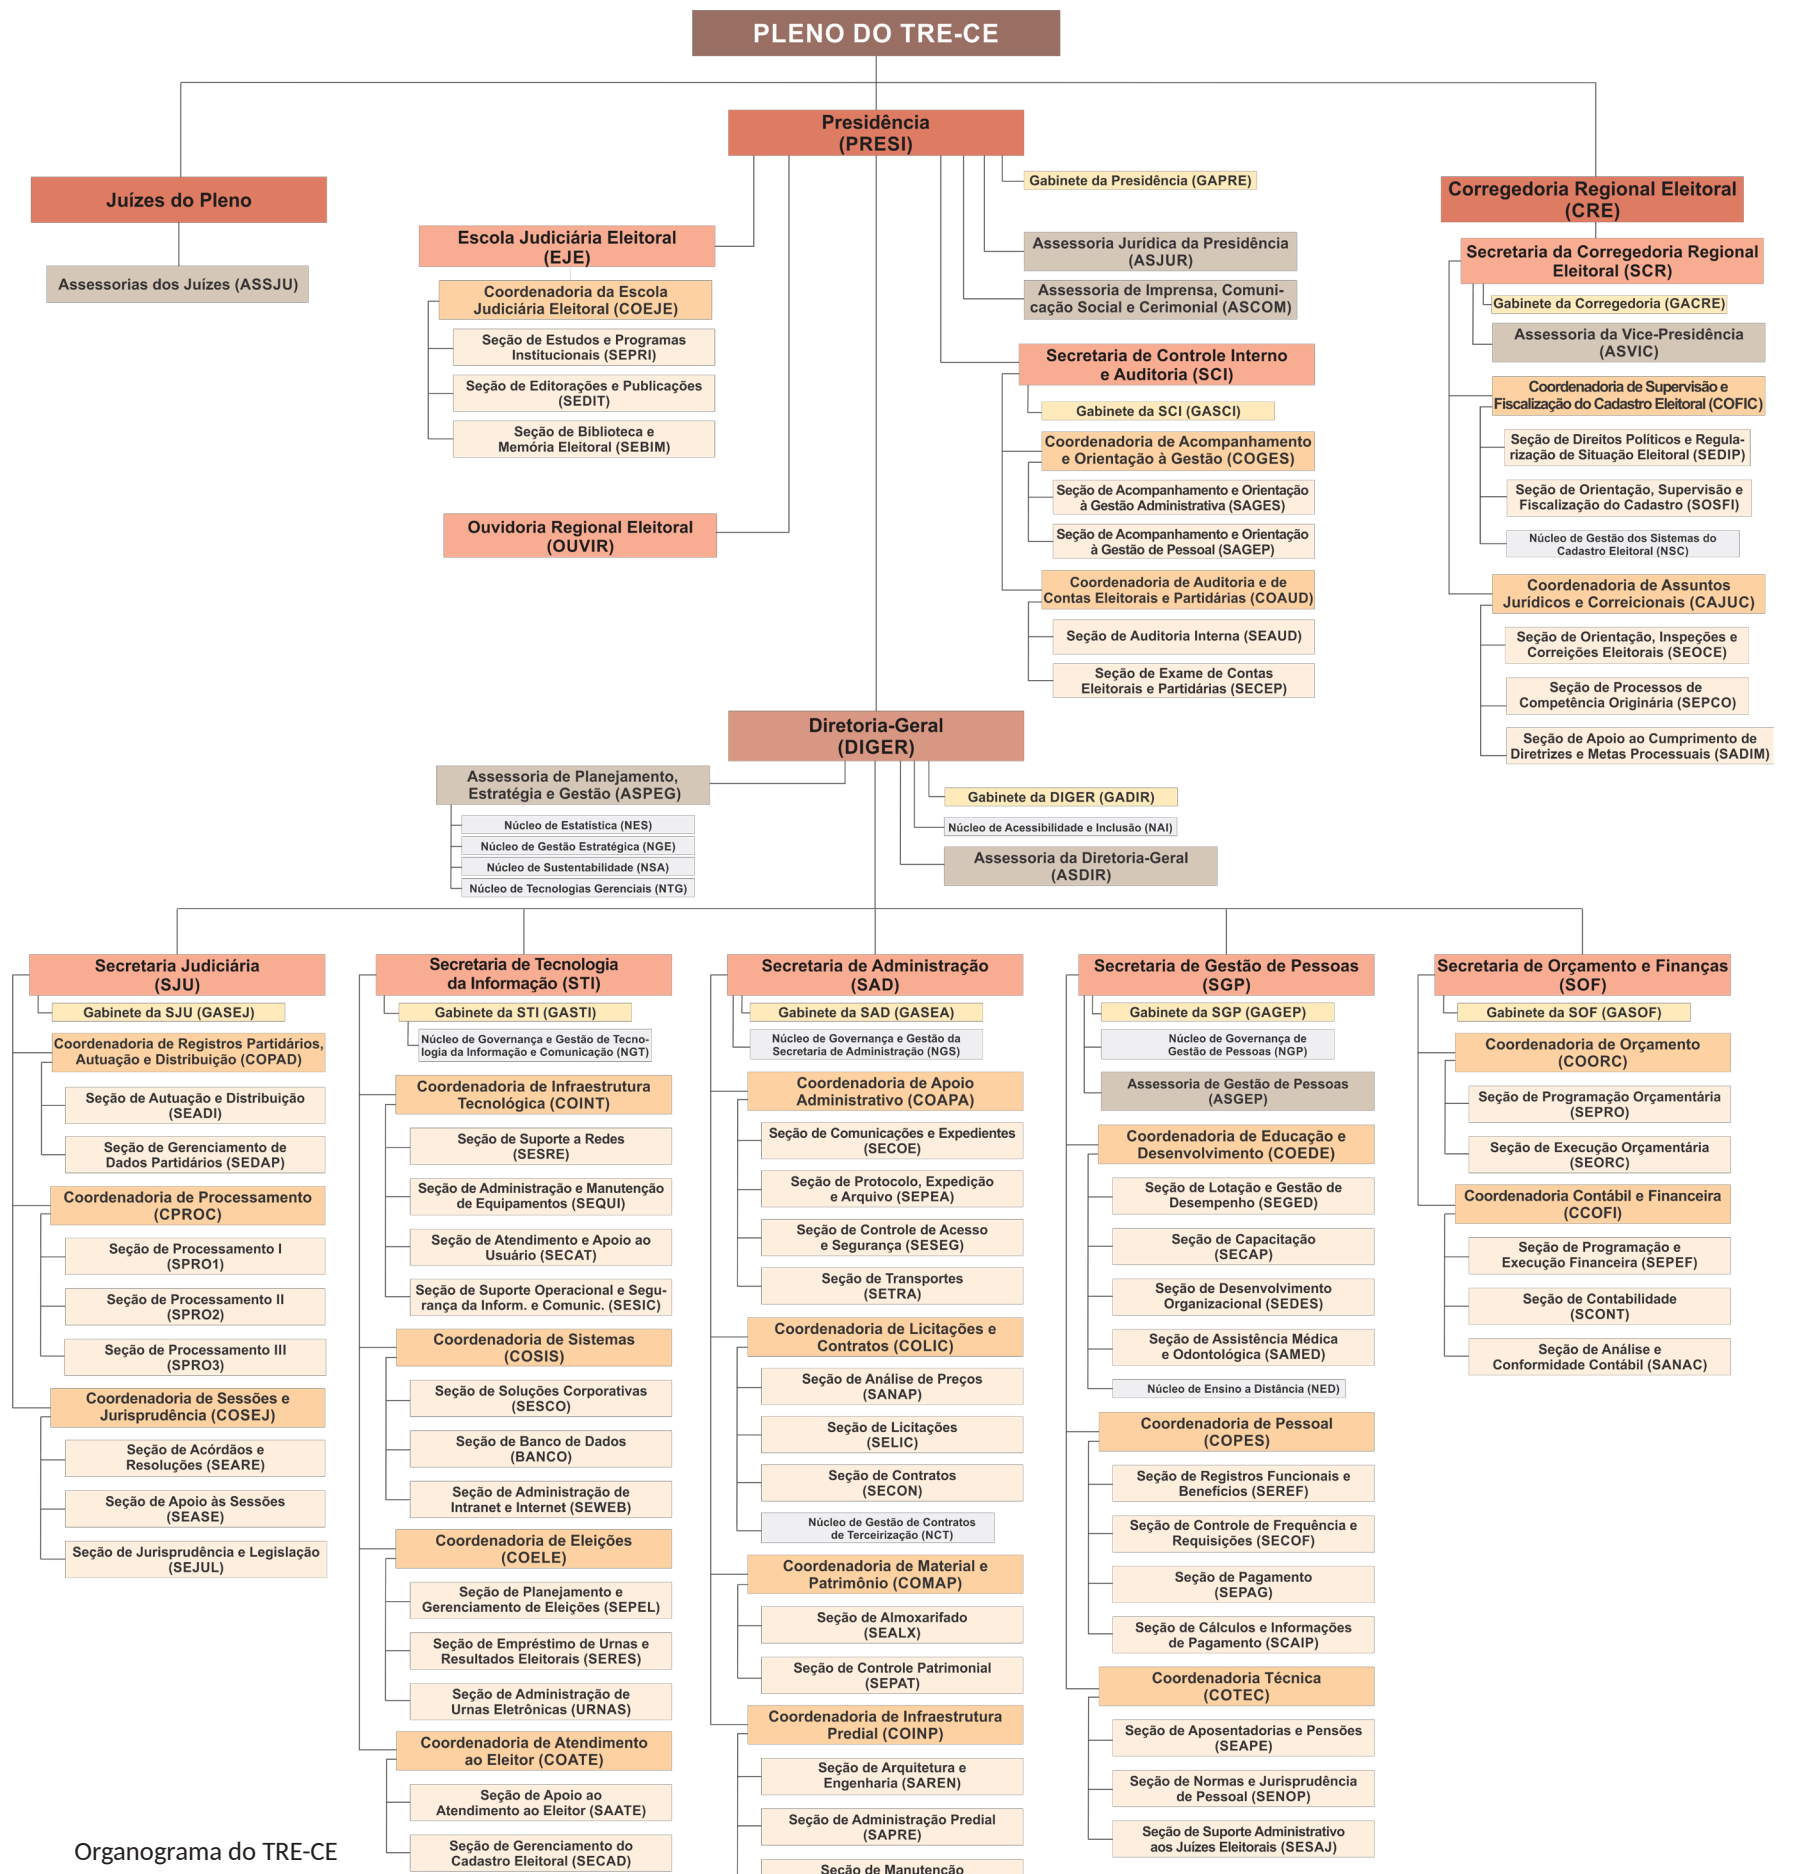 PLENO DO TRE-CE
Presidência
(PRESI)
Gabinete da Presidência (GAPRE)
Juízes do Pleno
Assessorias dos Juízes (ASSJU)
Escola Judiciária Eleitoral
(EJE)
Coordenadoria da Escola
Judiciária Eleitoral (COEJE)
Seção de Estudos e Programas
Institucionais (SEPRI)
Seção de Editorações e Publicações
(SEDIT)
Seção de Biblioteca e
Memória Eleitoral (SEBIM)
Ouvidoria Regional Eleitoral
(OUVIR)
Assessoria Jurídica da Presidência
(ASJUR)
Assessoria de Imprensa, Comuni-
cação Social e Cerimonial (ASCOM)
Secretaria de Controle Interno
e Auditoria (SCI)
Gabinete da SCI (GASCI)
Coordenadoria de Acompanhamento
e Orientação à Gestão (COGES)
Seção de Acompanhamento e Orientação
à Gestão Administrativa (SAGES)
Seção de Acompanhamento e Orientação
à Gestão de Pessoal (SAGEP)
Coordenadoria de Auditoria e de
Contas Eleitorais e Partidárias (COAUD)
Seção de Auditoria Interna (SEAUD)
Seção de Exame de Contas
Eleitorais e Partidárias (SECEP)
Corregedoria Regional Eleitoral
(CRE)
Secretaria da Corregedoria Regional
Eleitoral (SCR)
Gabinete da Corregedoria (GACRE)
Assessoria da Vice-Presidência
(ASVIC)
Coordenadoria de Supervisão e
Fiscalização do Cadastro Eleitoral (COFIC)
Seção de Direitos Políticos e Regula-
rização de Situação Eleitoral (SEDIP)
Seção de Orientação, Supervisão e
Fiscalização do Cadastro (SOSFI)
Núcleo de Gestão dos Sistemas do
Cadastro Eleitoral (NSC)
Coordenadoria de Assuntos
Jurídicos e Correicionais (CAJUC)
Seção de Orientação, Inspeções e
Correições Eleitorais (SEOCE)
Seção de Processos de
Competência Originária (SEPCO)
Seção de Apoio ao Cumprimento de
Diretrizes e Metas Processuais (SADIM)
Diretoria-Geral
(DIGER)
Assessoria de Planejamento,
Estratégia e Gestão (ASPEG)
Núcleo de Estatística (NES)
Núcleo de Gestão Estratégica (NGE)
Núcleo de Sustentabilidade (NSA)
Núcleo de Tecnologias Gerenciais (NTG)
Gabinete da DIGER (GADIR)
Núcleo de Acessibilidade e Inclusão (NAI)
Assessoria da Diretoria-Geral
(ASDIR)
Secretaria Judiciária
(SJU)
Gabinete da SJU (GASEJ)
Coordenadoria de Registros Partidários,
Autuação e Distribuição (COPAD)
Seção de Autuação e Distribuição
(SEADI)
Seção de Gerenciamento de
Dados Partidários (SEDAP)
Coordenadoria de Processamento
(CPROC)
Seção de Processamento I
(SPRO1)
Seção de Processamento II
(SPRO2)
Seção de Processamento III
(SPRO3)
Coordenadoria de Sessões e
Jurisprudência (COSEJ)
Seção de Acórdãos e
Resoluções (SEARE)
Seção de Apoio às Sessões
(SEASE)
Seção de Jurisprudência e Legislação
(SEJUL)
Secretaria de Tecnologia
da Informação (STI)
Gabinete da STI (GASTI)
Núcleo de Governança e Gestão de Tecno-
logia da Informação e Comunicação (NGT)
Coordenadoria de Infraestrutura
Tecnológica (COINT)
Seção de Suporte a Redes
(SESRE)
Seção de Administração e Manutenção
de Equipamentos (SEQUI)
Seção de Atendimento e Apoio ao
Usuário (SECAT)
Seção de Suporte Operacional e Segu-
rança da Inform. e Comunic. (SESIC)
Coordenadoria de Sistemas
(COSIS)
Seção de Soluções Corporativas
(SESCO)
Seção de Banco de Dados
(BANCO)
Seção de Administração de
Intranet e Internet (SEWEB)
Coordenadoria de Eleições
(COELE)
Seção de Planejamento e
Gerenciamento de Eleições (SEPEL)
Seção de Empréstimo de Urnas e
Resultados Eleitorais (SERES)
Seção de Administração de
Urnas Eletrônicas (URNAS)
Coordenadoria de Atendimento
ao Eleitor (COATE)
Seção de Apoio ao
Atendimento ao Eleitor (SAATE)
Seção de Gerenciamento do
Cadastro Eleitoral (SECAD)
Secretaria de Administração
(SAD)
Gabinete da SAD (GASEA)
Núcleo de Governança e Gestão da
Secretaria de Administração (NGS)
Coordenadoria de Apoio
Administrativo (COAPA)
Seção de Comunicações e Expedientes
(SECOE)
Seção de Protocolo, Expedição
e Arquivo (SEPEA)
Seção de Controle de Acesso
e Segurança (SESEG)
Seção de Transportes
(SETRA)
Coordenadoria de Licitações e
Contratos (COLIC)
Seção de Análise de Preços
(SANAP)
Seção de Licitações
(SELIC)
Seção de Contratos
(SECON)
Núcleo de Gestão de Contratos
de Terceirização (NCT)
Coordenadoria de Material e
Patrimônio (COMAP)
Seção de Almoxarifado
(SEALX)
Seção de Controle Patrimonial
(SEPAT)
Coordenadoria de Infraestrutura
Predial (COINP)
Seção de Arquitetura e
Engenharia (SAREN)
Seção de Administração Predial
(SAPRE)
Seção de Manutenção
Secretaria de Gestão de Pessoas
(SGP)
Gabinete da SGP (GAGEP)
Núcleo de Governança de
Gestão de Pessoas (NGP)
Assessoria de Gestão de Pessoas
(ASGEP)
Coordenadoria de Educação e
Desenvolvimento (COEDE)
Seção de Lotação e Gestão de
Desempenho (SEGED)
Seção de Capacitação
(SECAP)
Seção de Desenvolvimento
Organizacional (SEDES)
Seção de Assistência Médica
e Odontológica (SAMED)
Núcleo de Ensino a Distância (NED)
Coordenadoria de Pessoal
(COPES)
Seção de Registros Funcionais e
Benefícios (SEREF)
Seção de Controle de Frequência e
Requisições (SECOF)
Seção de Pagamento
(SEPAG)
Seção de Cálculos e Informações
de Pagamento (SCAIP)
Coordenadoria Técnica
(COTEC)
Seção de Aposentadorias e Pensões
(SEAPE)
Seção de Normas e Jurisprudência
de Pessoal (SENOP)
Seção de Suporte Administrativo
aos Juízes Eleitorais (SESAJ)
Secretaria de Orçamento e Finanças
(SOF)
Gabinete da SOF (GASOF)
Coordenadoria de Orçamento
(COORC)
Seção de Programação Orçamentária
(SEPRO)
Seção de Execução Orçamentária
(SEORC)
Coordenadoria Contábil e Financeira
(CCOFI)
Seção de Programação e
Execução Financeira (SEPEF)
Seção de Contabilidade
(SCONT)
Seção de Análise e
Conformidade Contábil (SANAC)
Organograma do TRE-CE